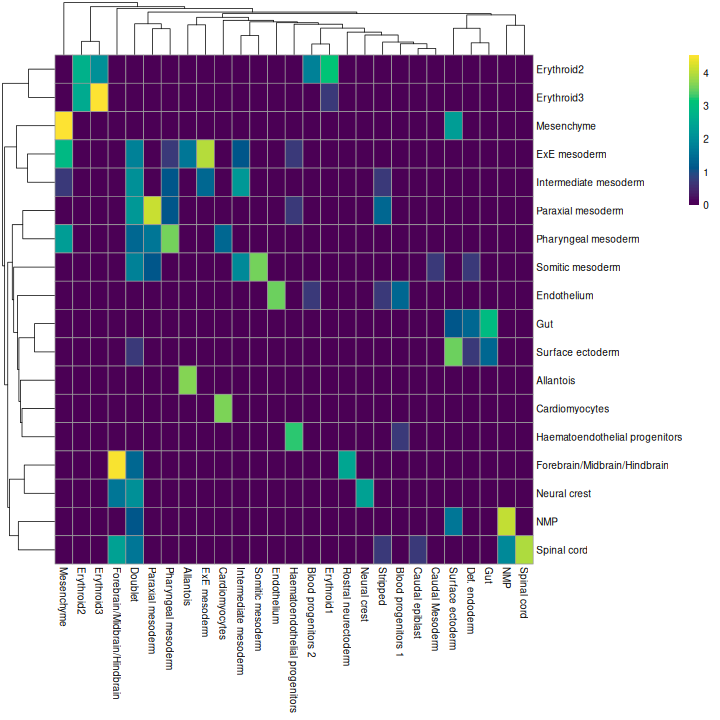 Erythroid2
Erythroid3
Mesenchyme
ExE mesoderm
Intermediate mesoderm
Paraxial mesoderm
Pharyngeal mesoderm
Somitic mesoderm
Endothelium
Gut
Surface ectoderm
Allantois
Cardiomyocytes
Haematoendothelial progenitors
Forebrain/Midbrain/Hindbrain
Neural crest
NMP
Spinal cord
4
3
2
1
0
Mesenchyme
Erythroid2
Erythroid3
Forebrain/Midbrain/Hindbrain
Doublet
Paraxial mesoderm
Pharyngeal mesoderm
Allantois
ExE mesoderm
Cardiomyocytes
Intermediate mesoderm
Somitic mesoderm
Endothelium
Haematoendothelial progenitors
Blood progenitors 2
Erythroid1
Rostral neurectoderm
Neural crest
Stripped
Blood progenitors 1
Caudal epiblast
Caudal Mesoderm
Surface ectoderm
Def. endoderm
Gut
NMP
Spinal cord